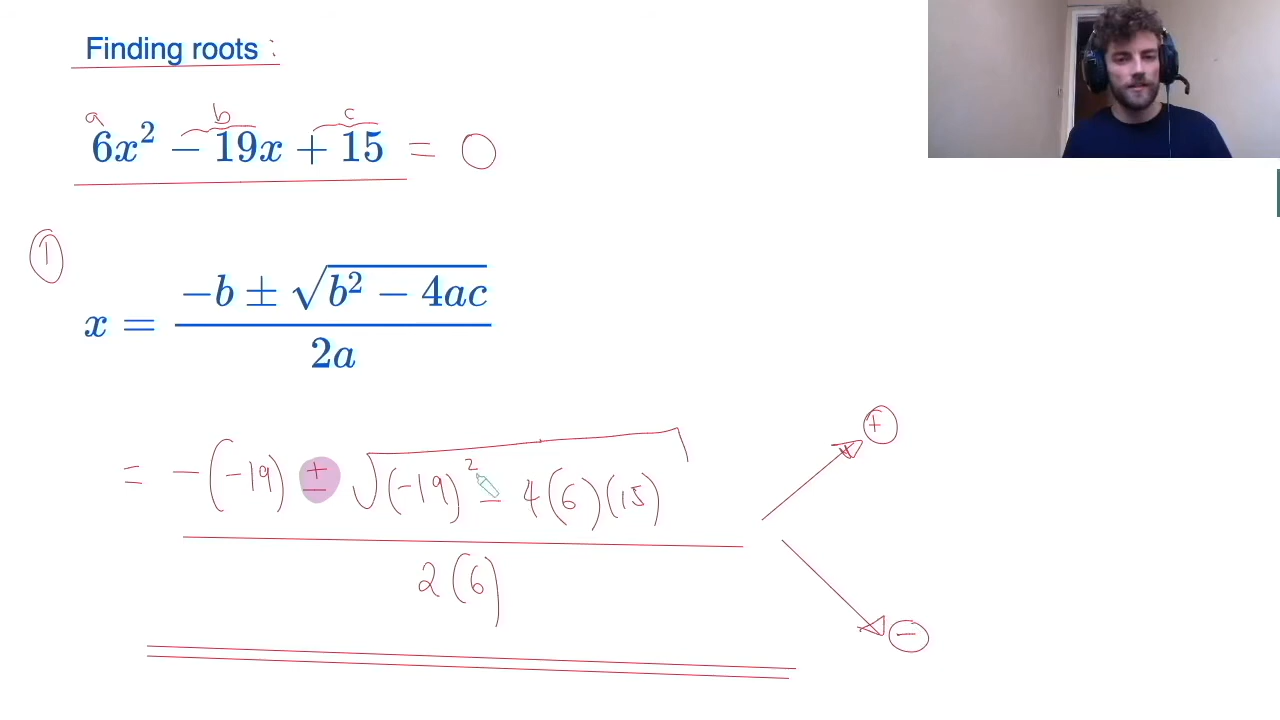 Finding roots :
a b c
6x² − 19x + 15 = 0
1
x = −b ± √b² − 4ac
2a
= −(−19) ± √(−19)² − 4(6)(15)
2(6)
+
−